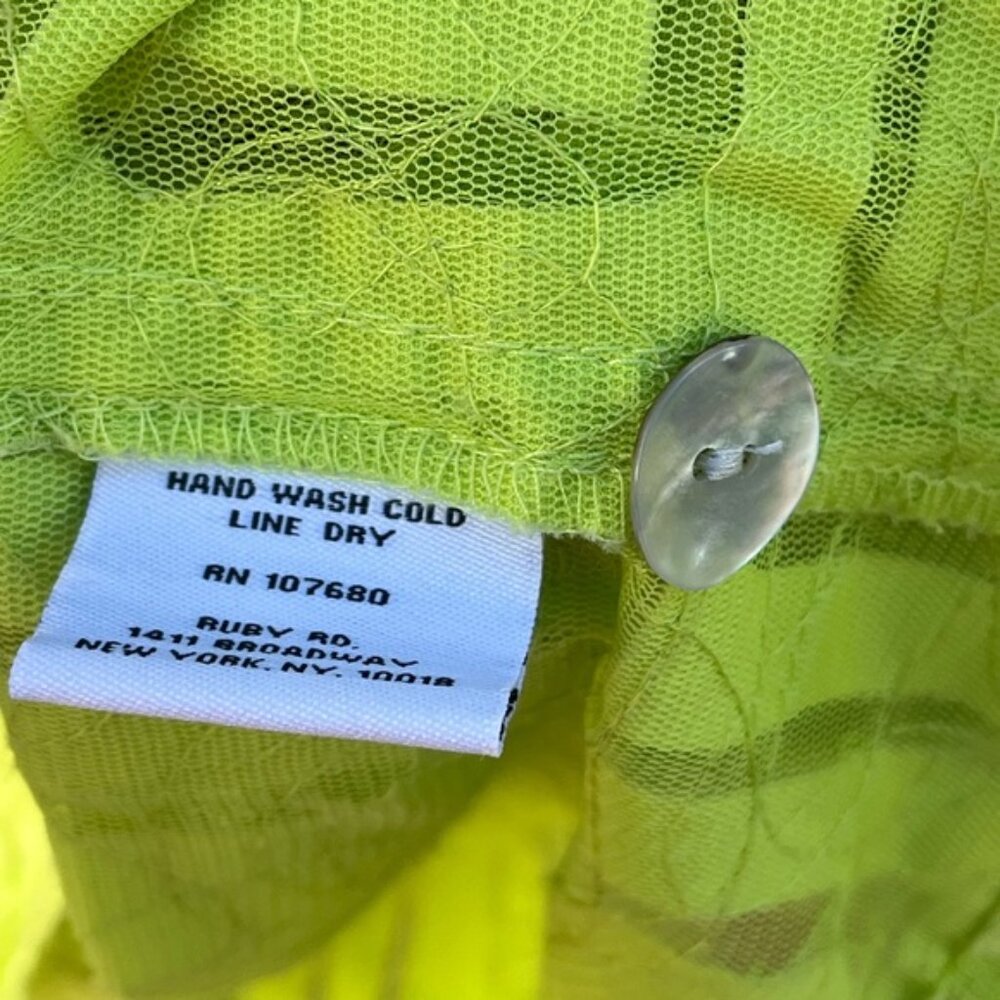 HAND WASH COLD
LINE DRY
RN 107680
RUBY RD.
1411 BROADWAY
NEW YORK, NY. 10018